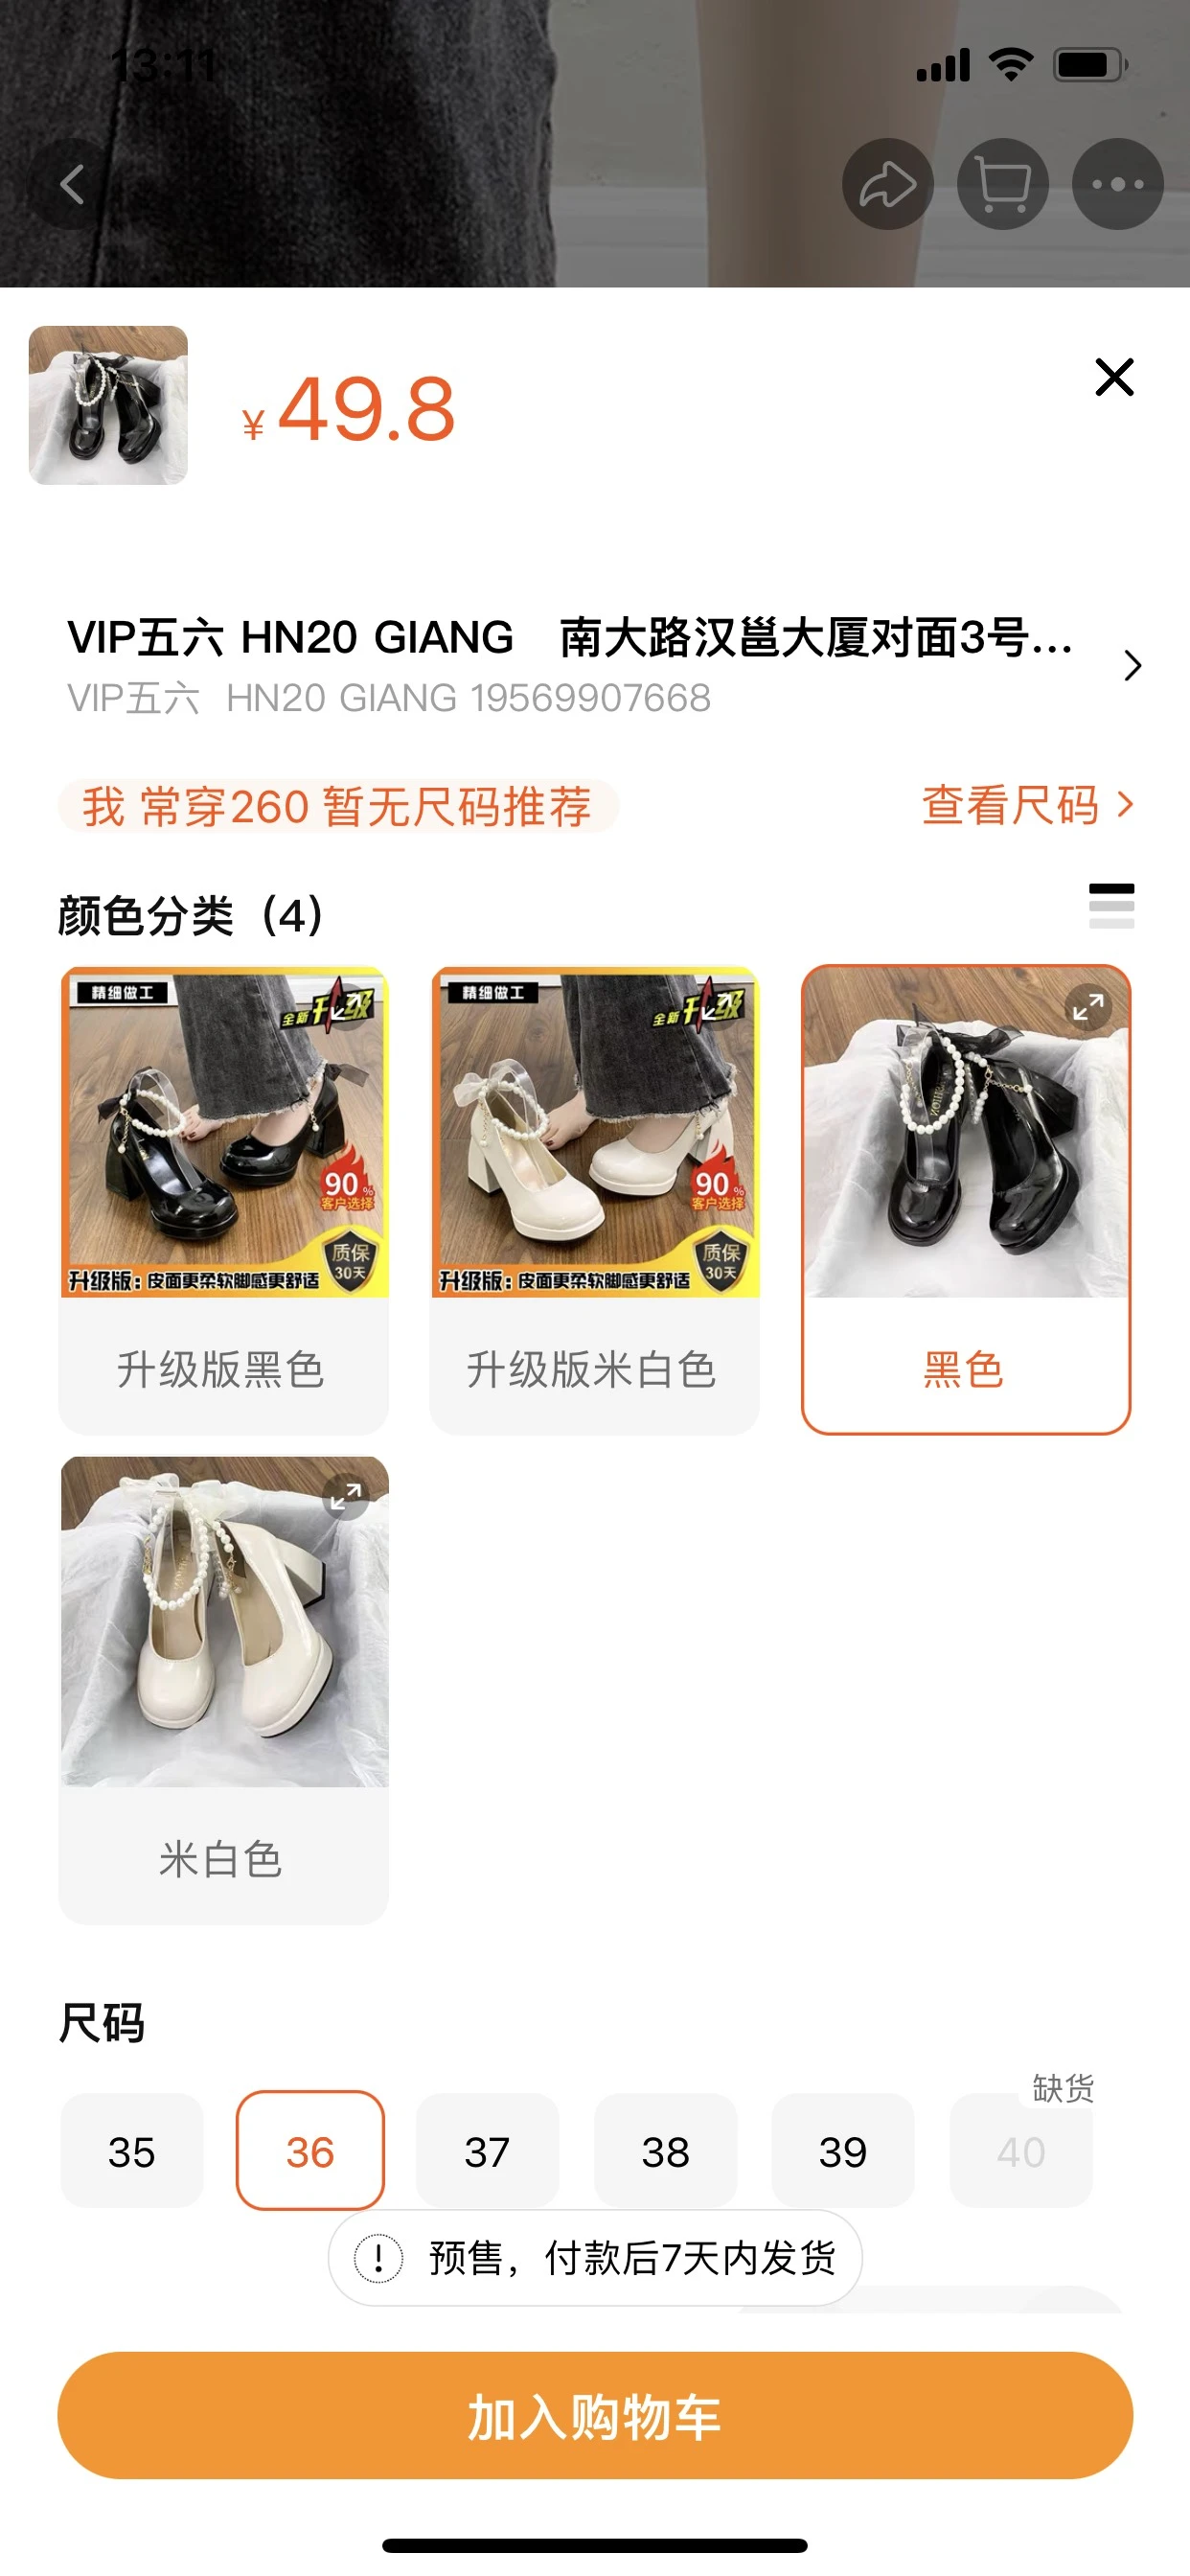 13:11
¥49.8
VIP五六 HN20 GIANG 南大路汉邕大厦对面3号...
VIP五六 HN20 GIANG 19569907668
我 常穿260 暂无尺码推荐
查看尺码
颜色分类（4）
精细做工
全新升级
90%
客户选择
质保
30天
升级版：皮面更柔软脚感更舒适
升级版黑色
精细做工
全新升级
90%
客户选择
质保
30天
升级版：皮面更柔软脚感更舒适
升级版米白色
黑色
米白色
尺码
缺货
35
36
37
38
39
40
预售，付款后7天内发货
加入购物车